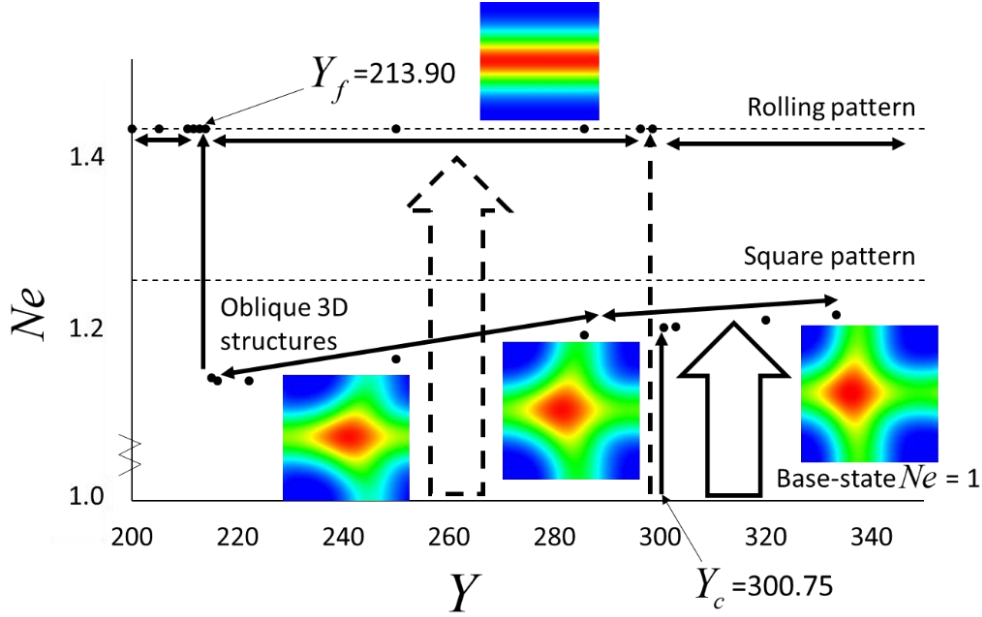 Y_f =213.90
Rolling pattern
1.4
Square pattern
Ne
Oblique 3D
structures
1.2
Base-state Ne = 1
1.0
200 220 240 260 280 300 320 340
Y
Y_c =300.75